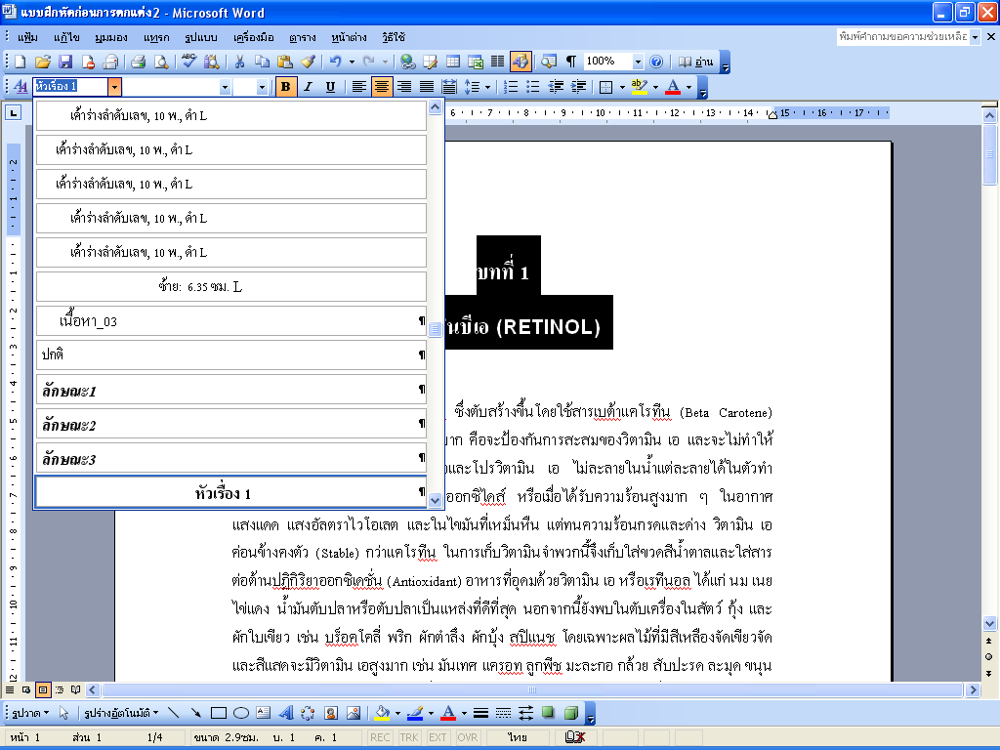 แบบฝึกหัดก่อนการตกแต่ง2 - Microsoft Word
แฟ้ม แก้ไข มุมมอง แทรก รูปแบบ เครื่องมือ ตาราง หน้าต่าง วิธีใช้ พิมพ์คำถามขอความช่วยเหลือ
100% อ่าน
หัวเรื่อง 1 B I U
6 7 8 9 10 11 12 13 14 15 16 17
เค้าร่างลำดับเลข, 10 พ., ดำ L
เค้าร่างลำดับเลข, 10 พ., ดำ L
เค้าร่างลำดับเลข, 10 พ., ดำ L
เค้าร่างลำดับเลข, 10 พ., ดำ L
เค้าร่างลำดับเลข, 10 พ., ดำ L
ซ้าย: 6.35 ซม. L
เนื้อหา_03 ¶
ปกติ ¶
ลักษณะ1 ¶
ลักษณะ2 ¶
ลักษณะ3 ¶
หัวเรื่อง 1 ¶
บทที่ 1
นบีเอ (RETINOL)
ซึ่งตับสร้างขึ้นโดยใช้สารเบต้าแคโรทีน (Beta Carotene)
มาก คือจะป้องกันการสะสมของวิตามิน เอ และจะไม่ทำให้
และโปรวิตามิน เอ ไม่ละลายในน้ำแต่ละลายได้ในตัวทำ
ออกซิไดส์ หรือเมื่อได้รับความร้อนสูงมาก ๆ ในอากาศ
แสงแดด แสงอัลตราไวโอเลต และในไขมันที่เหม็นหืน แต่ทนความร้อนกรดและด่าง วิตามิน เอ
ค่อนข้างคงตัว (Stable) กว่าแคโรทีน ในการเก็บวิตามินจำพวกนี้จึงเก็บใส่ขวดสีน้ำตาลและใส่สาร
ต่อต้านปฏิกิริยาออกซิเดชั่น (Antioxidant) อาหารที่อุดมด้วยวิตามิน เอ หรือเรทีนอล ได้แก่ นม เนย
ไข่แดง น้ำมันตับปลาหรือตับปลาเป็นแหล่งที่ดีที่สุด นอกจากนี้ยังพบในตับเครื่องในสัตว์ กุ้ง และ
ผักใบเขียว เช่น บร็อคโคลี่ พริก ผักตำลึง ผักบุ้ง สปิแนช โดยเฉพาะผลไม้ที่มีสีเหลืองจัดเขียวจัด
และสีแสดจะมีวิตามิน เอสูงมาก เช่น มันเทศ แครอท ลูกพีช มะละกอ กล้วย สับปะรด ละมุด ขนุน
รูปวาด รูปร่างอัตโนมัติ
หน้า 1 ส่วน 1 1/4 ขนาด 2.9ซม. บ. 1 ค. 1 REC TRK EXT OVR ไทย